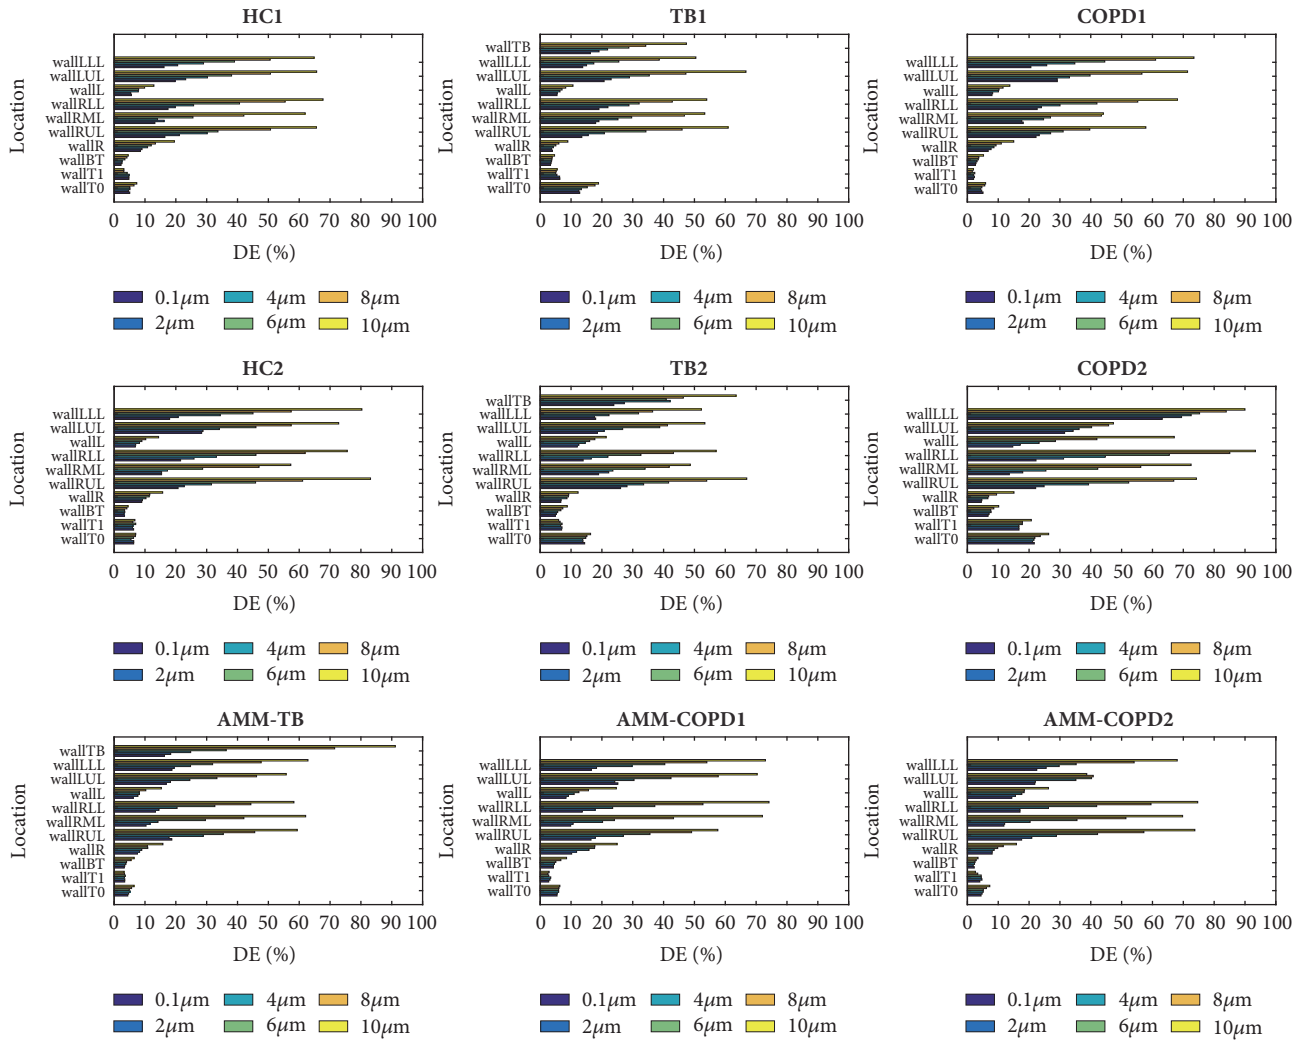 HC1
Location
wallLLL
wallLUL
wallL
wallRLL
wallRML
wallRUL
wallR
wallBT
wallT1
wallT0
0 10 20 30 40 50 60 70 80 90 100
DE (%)
0.1μm 4μm 8μm
2μm 6μm 10μm
TB1
Location
wallTB
wallLLL
wallLUL
wallL
wallRLL
wallRML
wallRUL
wallR
wallBT
wallT1
wallT0
0 10 20 30 40 50 60 70 80 90 100
DE (%)
0.1μm 4μm 8μm
2μm 6μm 10μm
COPD1
Location
wallLLL
wallLUL
wallL
wallRLL
wallRML
wallRUL
wallR
wallBT
wallT1
wallT0
0 10 20 30 40 50 60 70 80 90 100
DE (%)
0.1μm 4μm 8μm
2μm 6μm 10μm
HC2
Location
wallLLL
wallLUL
wallL
wallRLL
wallRML
wallRUL
wallR
wallBT
wallT1
wallT0
0 10 20 30 40 50 60 70 80 90 100
DE (%)
0.1μm 4μm 8μm
2μm 6μm 10μm
TB2
Location
wallTB
wallLLL
wallLUL
wallL
wallRLL
wallRML
wallRUL
wallR
wallBT
wallT1
wallT0
0 10 20 30 40 50 60 70 80 90 100
DE (%)
0.1μm 4μm 8μm
2μm 6μm 10μm
COPD2
Location
wallLLL
wallLUL
wallL
wallRLL
wallRML
wallRUL
wallR
wallBT
wallT1
wallT0
0 10 20 30 40 50 60 70 80 90 100
DE (%)
0.1μm 4μm 8μm
2μm 6μm 10μm
AMM-TB
Location
wallTB
wallLLL
wallLUL
wallL
wallRLL
wallRML
wallRUL
wallR
wallBT
wallT1
wallT0
0 10 20 30 40 50 60 70 80 90 100
DE (%)
0.1μm 4μm 8μm
2μm 6μm 10μm
AMM-COPD1
Location
wallLLL
wallLUL
wallL
wallRLL
wallRML
wallRUL
wallR
wallBT
wallT1
wallT0
0 10 20 30 40 50 60 70 80 90 100
DE (%)
0.1μm 4μm 8μm
2μm 6μm 10μm
AMM-COPD2
Location
wallLLL
wallLUL
wallL
wallRLL
wallRML
wallRUL
wallR
wallBT
wallT1
wallT0
0 10 20 30 40 50 60 70 80 90 100
DE (%)
0.1μm 4μm 8μm
2μm 6μm 10μm